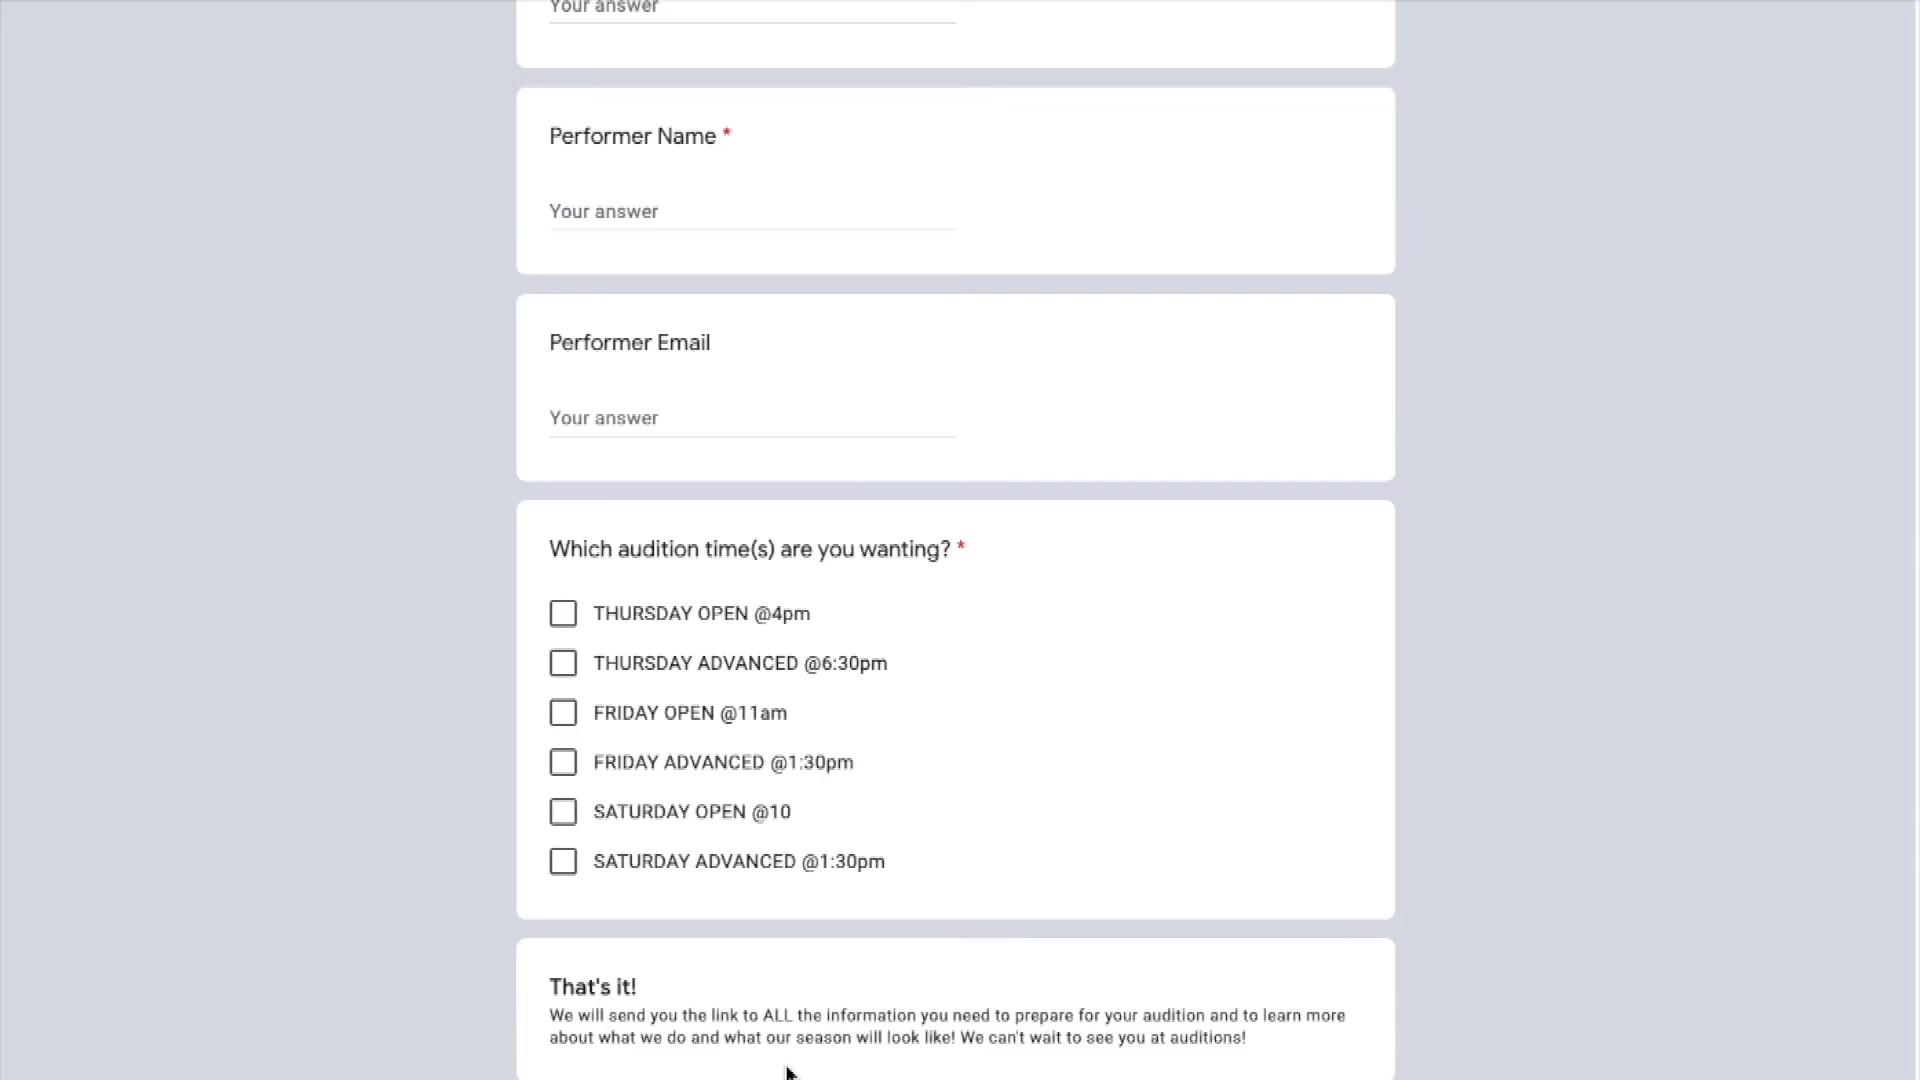 Your answer
Performer Name *
Your answer
Performer Email
Your answer
Which audition time(s) are you wanting? *
THURSDAY OPEN @4pm
THURSDAY ADVANCED @6:30pm
FRIDAY OPEN @11am
FRIDAY ADVANCED @1:30pm
SATURDAY OPEN @10
SATURDAY ADVANCED @1:30pm
That's it!
We will send you the link to ALL the information you need to prepare for your audition and to learn more
about what we do and what our season will look like! We can't wait to see you at auditions!